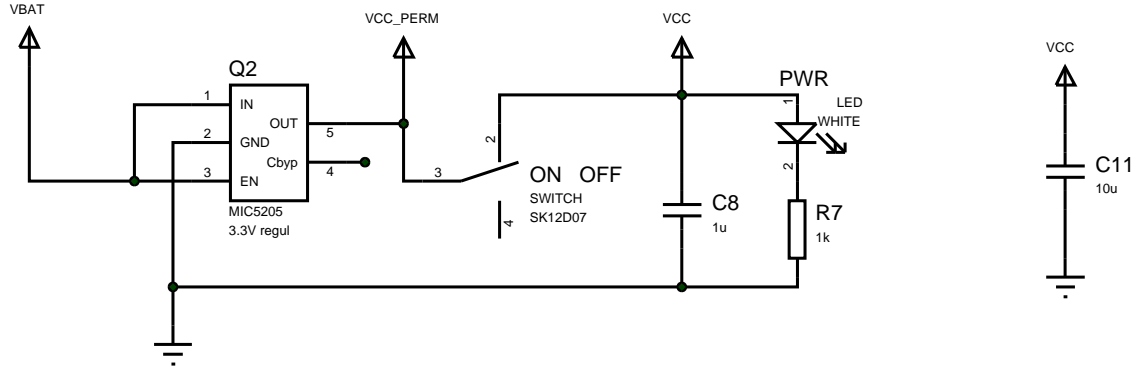 VBAT
VCC_PERM
VCC
VCC
Q2
PWR
1
IN
LED
WHITE
1
OUT
5
2
GND
2
Cbyp
4
3
EN
3
2
ON OFF
SWITCH
SK12D07
4
C11
10u
MIC5205
3.3V regul
C8
1u
R7
1k